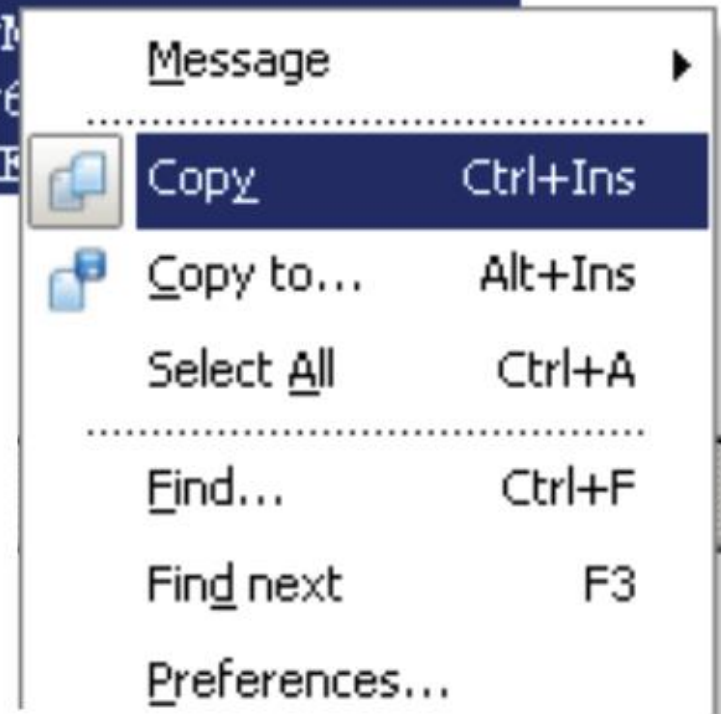 Message
Copy Ctrl+Ins
Copy to... Alt+Ins
Select All Ctrl+A
Find... Ctrl+F
Find next F3
Preferences...